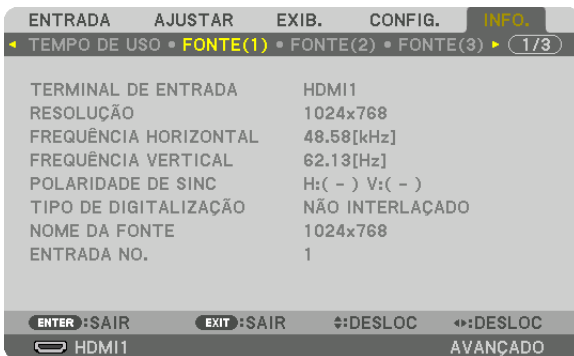 ENTRADA AJUSTAR EXIB. CONFIG. INFO.
◂ TEMPO DE USO • FONTE(1) • FONTE(2) • FONTE(3) ▸ 1/3
TERMINAL DE ENTRADA HDMI1
RESOLUÇÃO 1024x768
FREQUÊNCIA HORIZONTAL 48.58[kHz]
FREQUÊNCIA VERTICAL 62.13[Hz]
POLARIDADE DE SINC H:( - ) V:( - )
TIPO DE DIGITALIZAÇÃO NÃO INTERLAÇADO
NOME DA FONTE 1024x768
ENTRADA NO. 1
ENTER :SAIR EXIT :SAIR :DESLOC :DESLOC
HDMI1 AVANÇADO